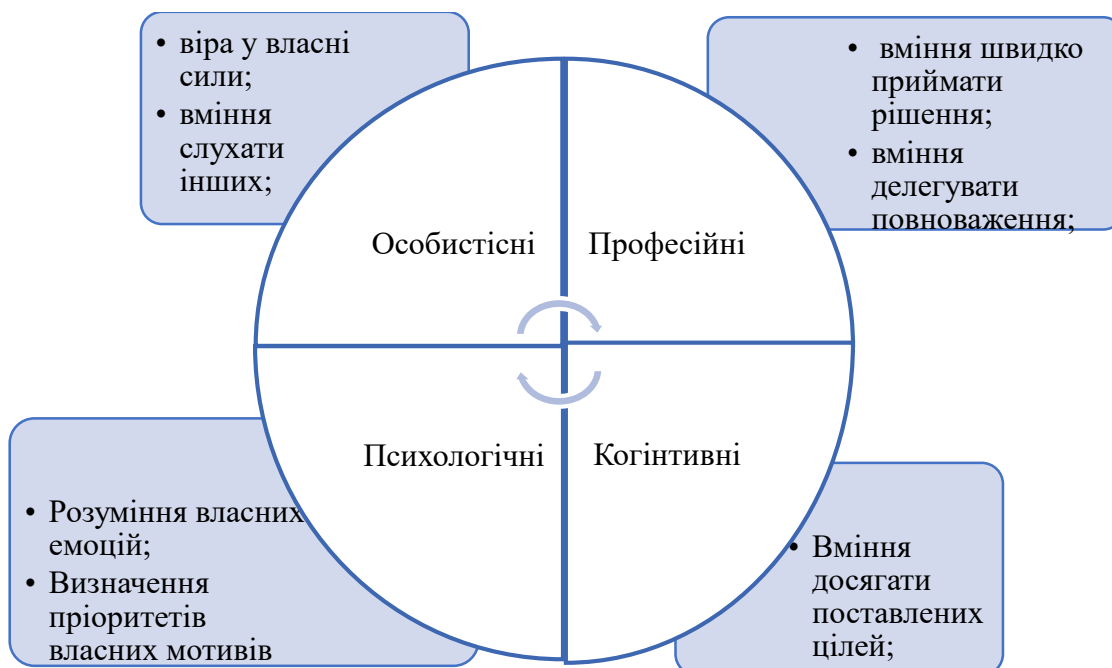 • віра у власні
сили;
• вміння
слухати
інших;
• вміння швидко
приймати
рішення;
• вміння
делегувати
повноваження;
Особистісні
Професійні
Психологічні
Когінтивні
• Розуміння власних
емоцій;
• Визначення
пріоритетів
власних мотивів
• Вміння
досягати
поставлених
цілей;